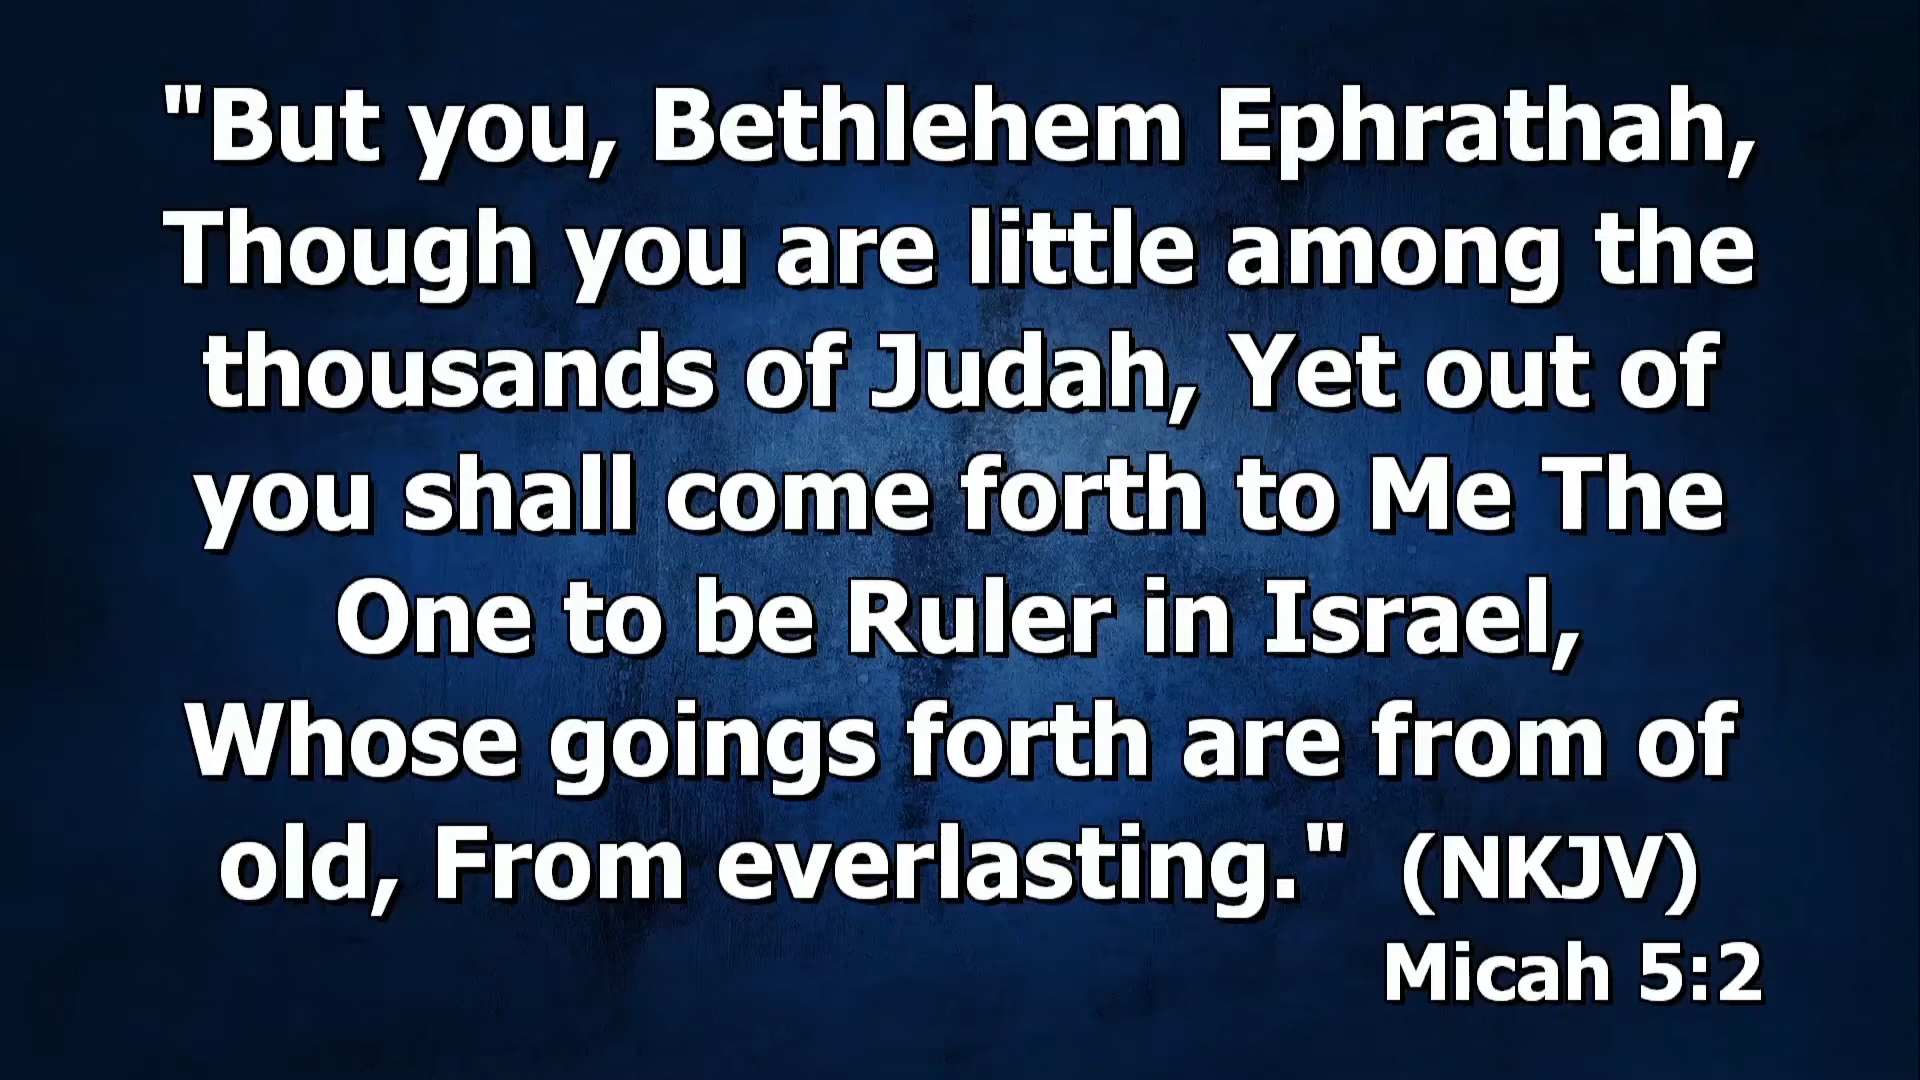 "But you, Bethlehem Ephrathah,
Though you are little among the
thousands of Judah, Yet out of
you shall come forth to Me The
One to be Ruler in Israel,
Whose goings forth are from of
old, From everlasting." (NKJV)
Micah 5:2